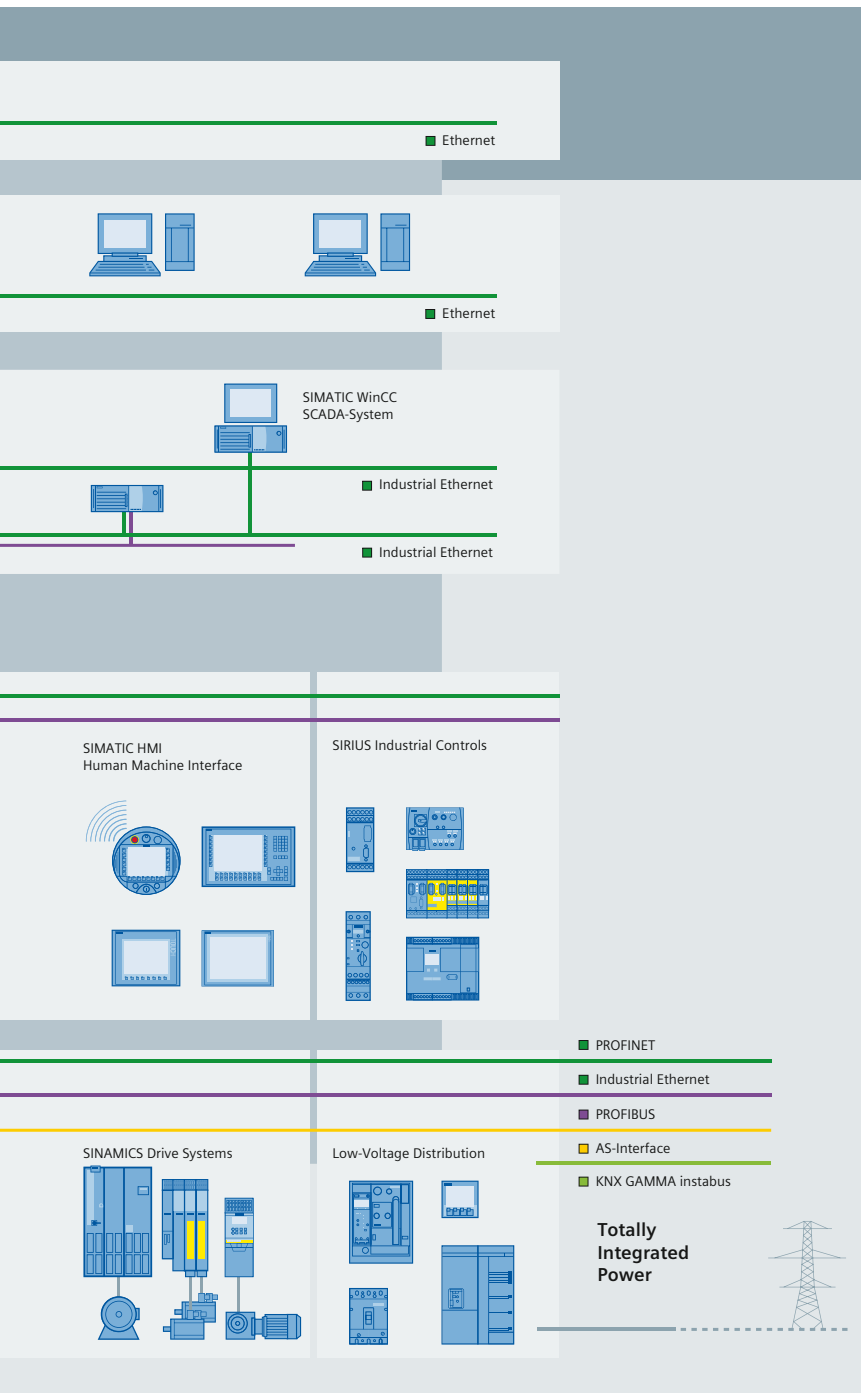 Ethernet
Ethernet
SIMATIC WinCC
SCADA-System
Industrial Ethernet
Industrial Ethernet
SIMATIC HMI
Human Machine Interface
SIRIUS Industrial Controls
PROFINET
Industrial Ethernet
PROFIBUS
AS-Interface
KNX GAMMA instabus
SINAMICS Drive Systems
Low-Voltage Distribution
Totally
Integrated
Power